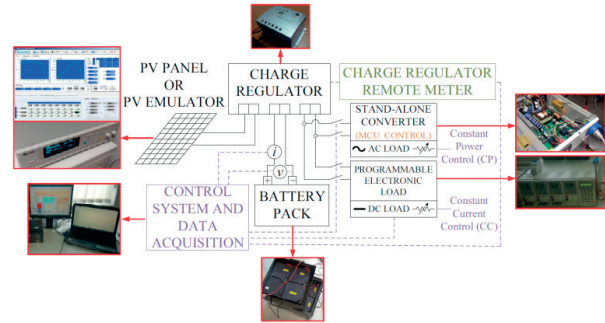 PV PANEL
OR
PV EMULATOR
CHARGE
REGULATOR
CHARGE REGULATOR
REMOTE METER
STAND-ALONE
CONVERTER
(MCU CONTROL)
AC LOAD
Constant
Power
Control (CP)
PROGRAMMABLE
ELECTRONIC
LOAD
DC LOAD
Constant
Current
Control (CC)
i
v
BATTERY
PACK
CONTROL
SYSTEM AND
DATA
ACQUISITION